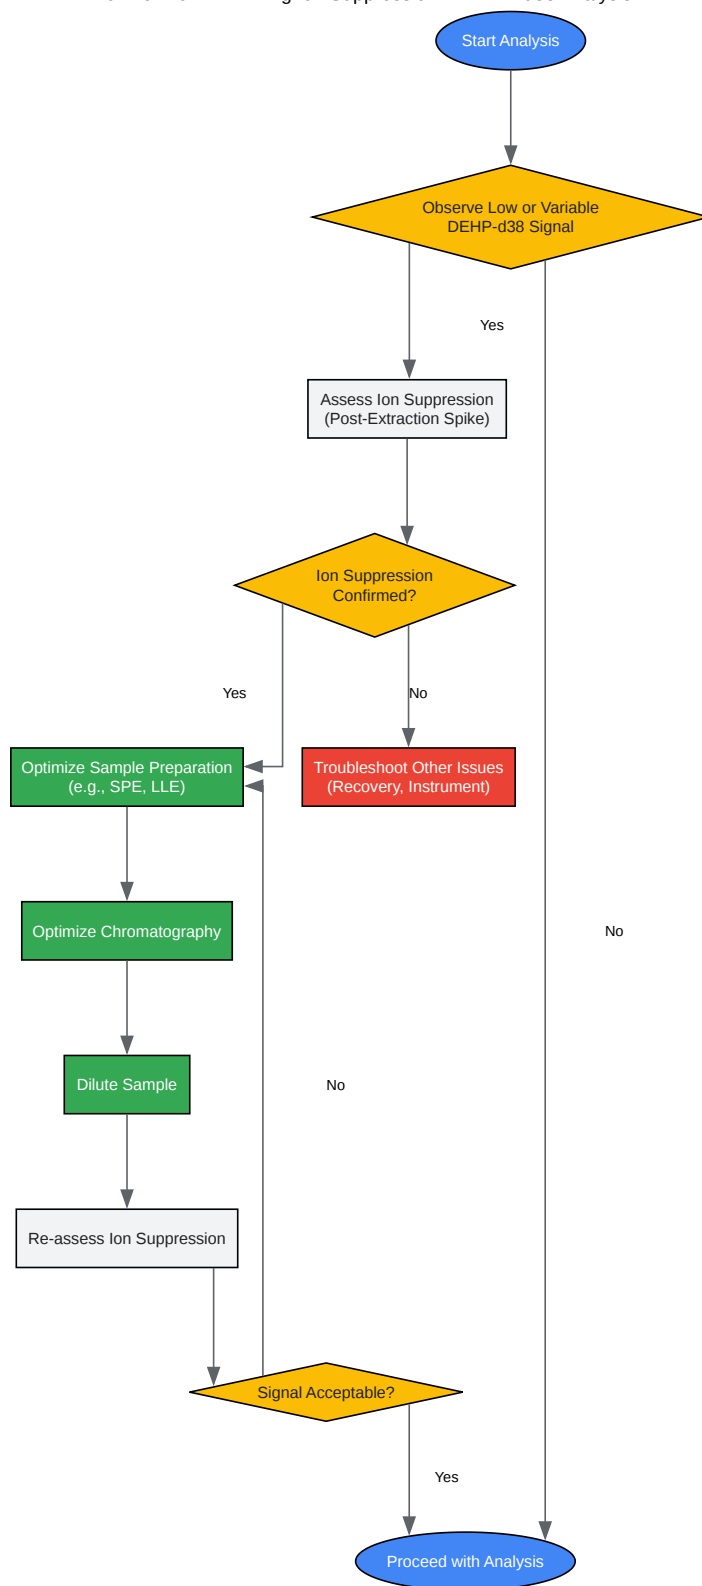 Start Analysis
Observe Low or Variable
DEHP-d38 Signal
Yes
Assess Ion Suppression
(Post-Extraction Spike)
Ion Suppression
Confirmed?
Yes
No
Optimize Sample Preparation
(e.g., SPE, LLE)
Troubleshoot Other Issues
(Recovery, Instrument)
Optimize Chromatography
No
Dilute Sample
No
Re-assess Ion Suppression
Signal Acceptable?
Yes
Proceed with Analysis